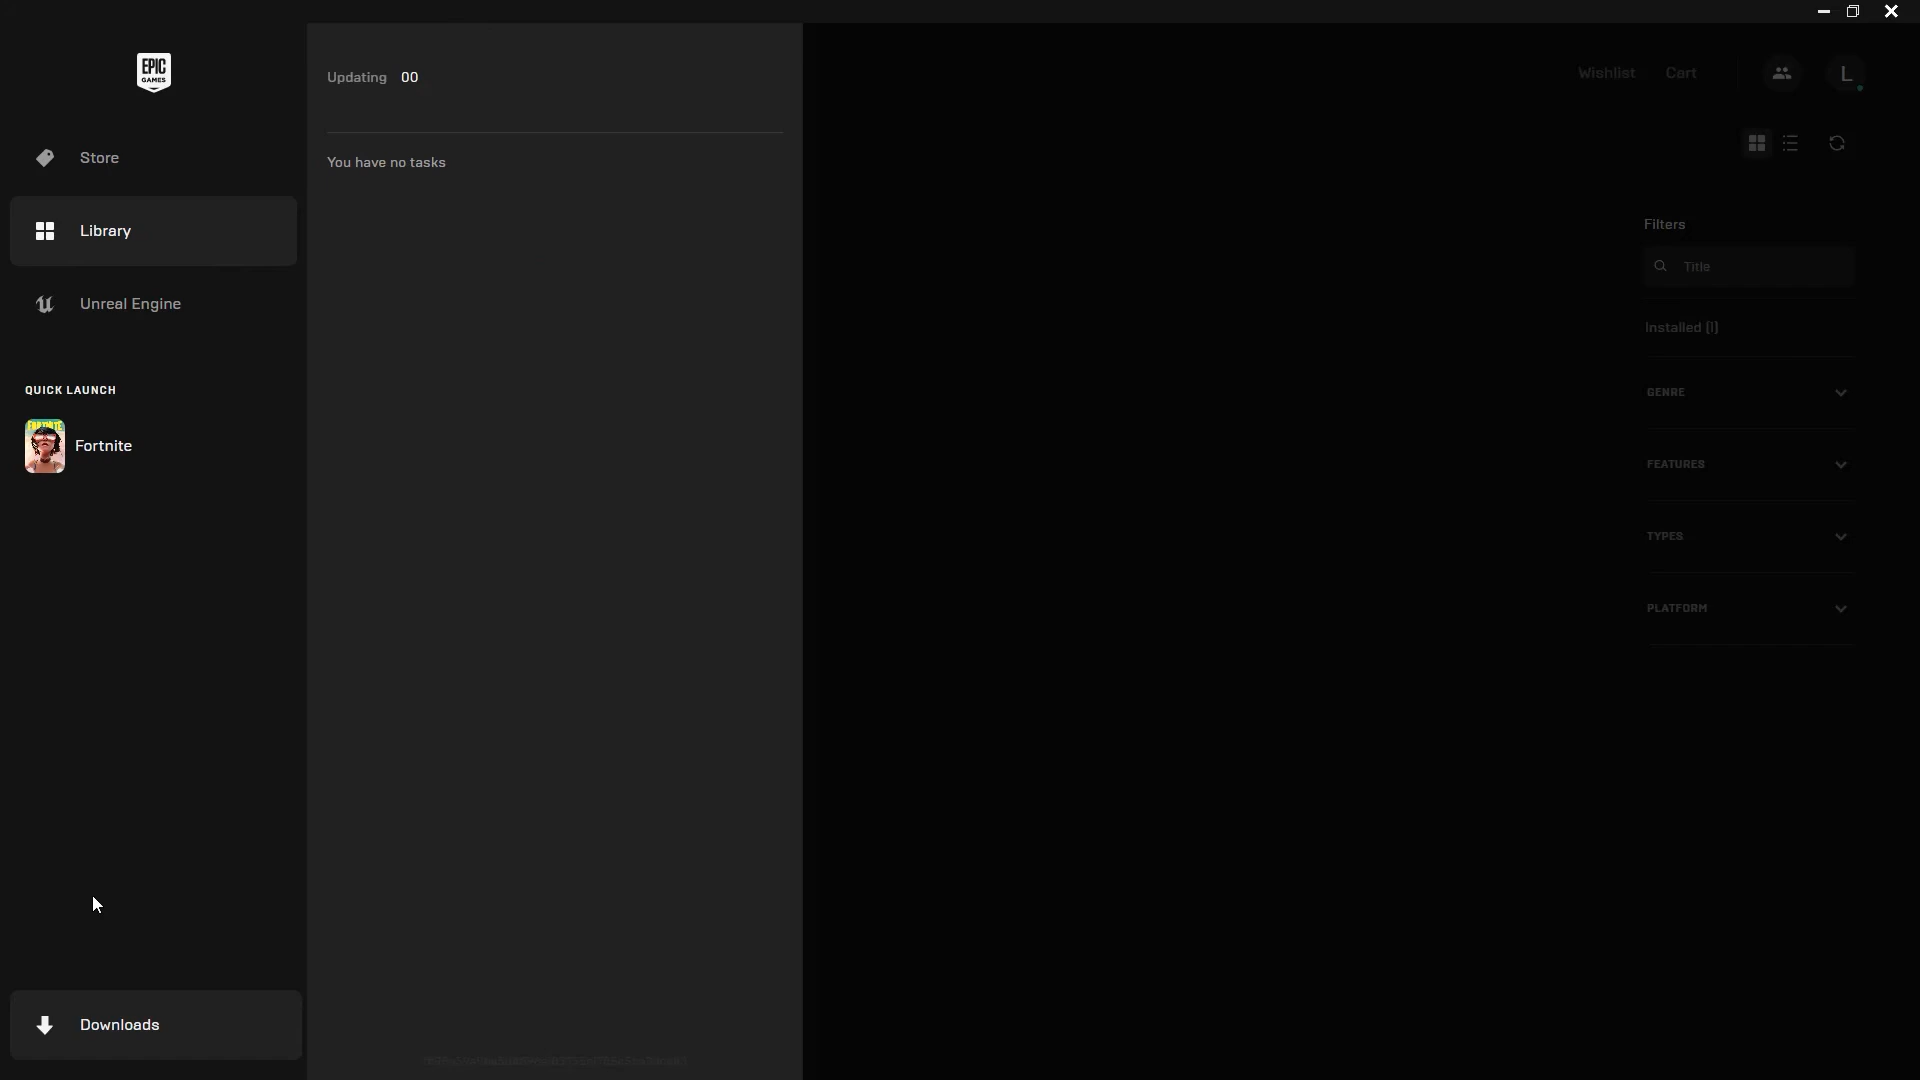 EPIC
GAMES
Store
Library
Unreal Engine
QUICK LAUNCH
FORTNITE
Fortnite
Downloads
Updating 00
You have no tasks
Wishlist Cart
L
Filters
Title
Installed (1)
GENRE
FEATURES
TYPES
PLATFORM